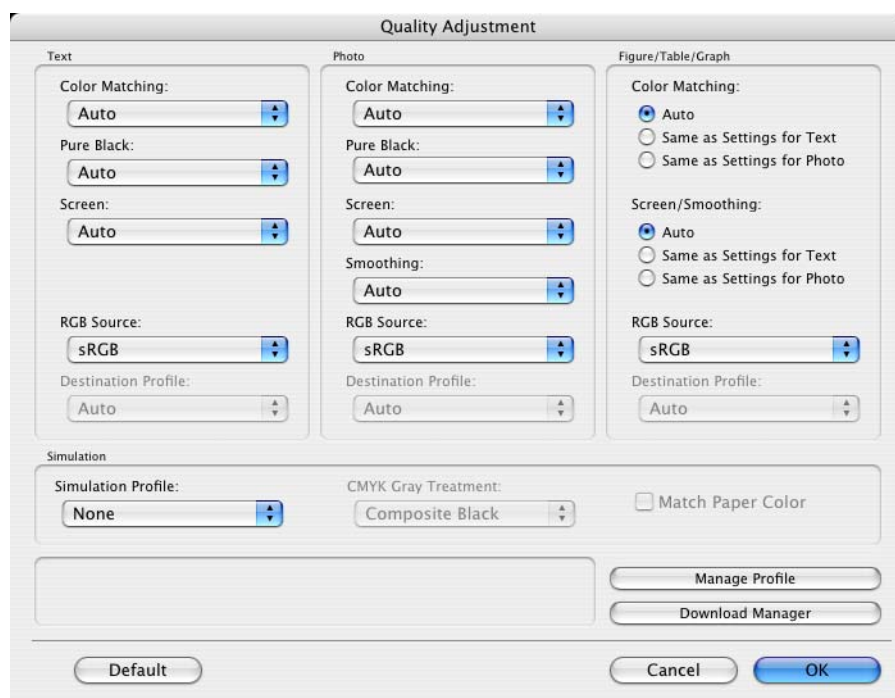 Quality Adjustment
Text
Color Matching:
Auto
Pure Black:
Auto
Screen:
Auto
RGB Source:
sRGB
Destination Profile:
Auto
Photo
Color Matching:
Auto
Pure Black:
Auto
Screen:
Auto
Smoothing:
Auto
RGB Source:
sRGB
Destination Profile:
Auto
Figure/Table/Graph
Color Matching:
Auto
Same as Settings for Text
Same as Settings for Photo
Screen/Smoothing:
Auto
Same as Settings for Text
Same as Settings for Photo
RGB Source:
sRGB
Destination Profile:
Auto
Simulation
Simulation Profile:
None
CMYK Gray Treatment:
Composite Black
Match Paper Color
Manage Profile
Download Manager
Default
Cancel
OK